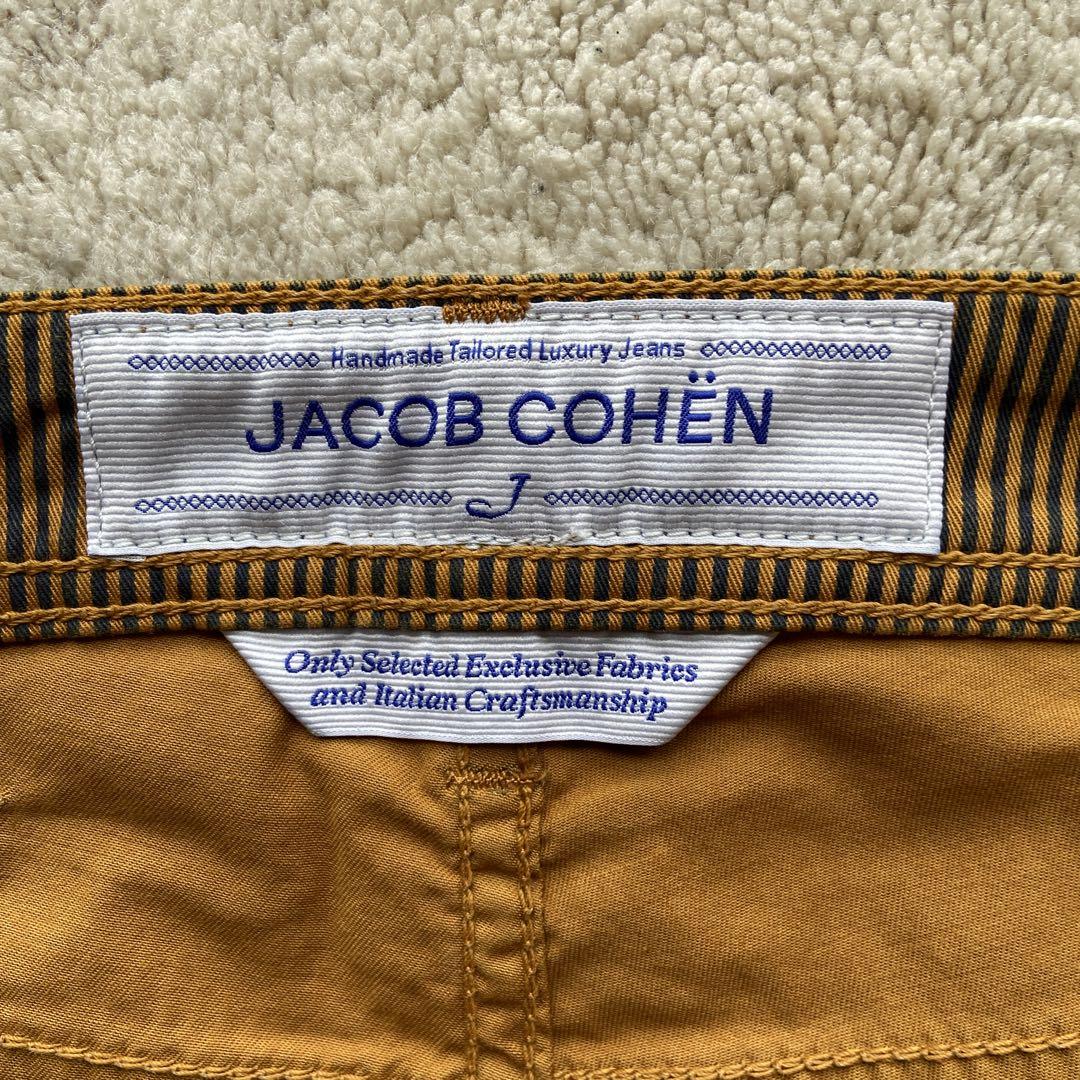 Handmade Tailored Luxury Jeans
JACOB COHËN
J
Only Selected Exclusive Fabrics
and Italian Craftsmanship